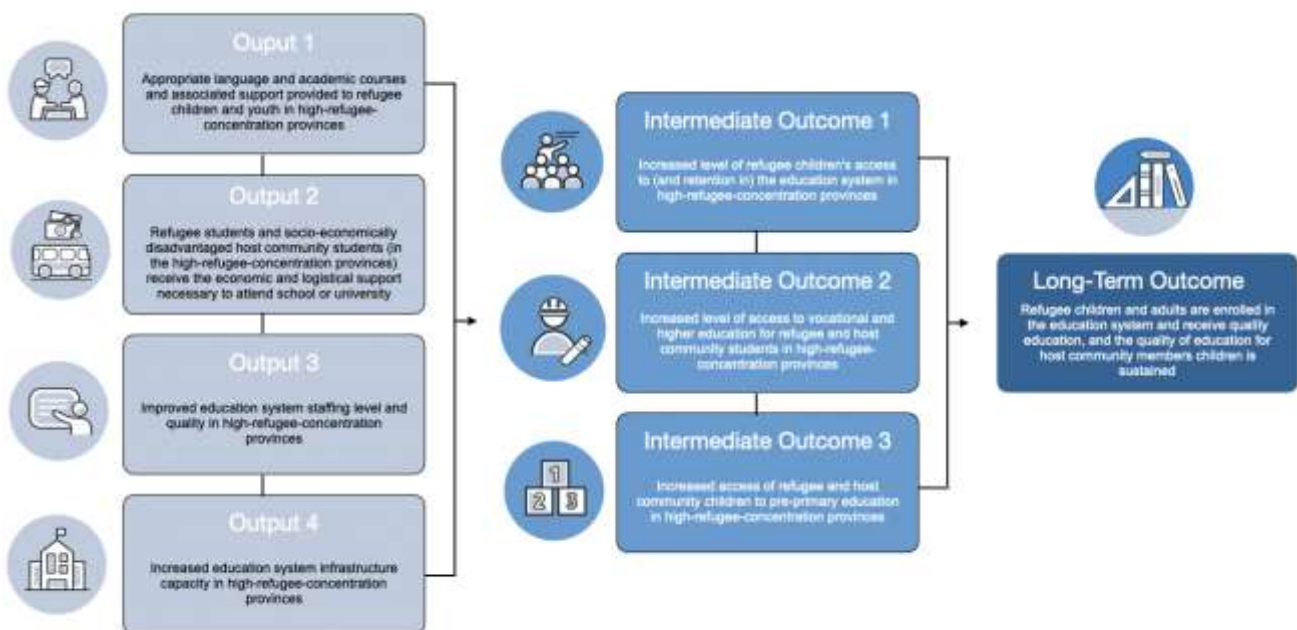 Ouput 1
Appropriate language and academic courses
and associated support provided to refugee
children and youth in high-refugee-
concentration provinces
Output 2
Refugee students and socio-economically
disadvantaged host community students (in
the high-refugee-concentration provinces)
receive the economic and logistical support
necessary to attend school or university
Output 3
Improved education system staffing level and
quality in high-refugee-concentration
provinces
Output 4
Increased education system infrastructure
capacity in high-refugee-concentration
provinces
Intermediate Outcome 1
Increased level of refugee children's access
to (and retention in) the education system in
high-refugee-concentration provinces
Intermediate Outcome 2
Increased level of access to vocational and
higher education for refugee and host
community students in high-refugee-
concentration provinces
1
2 3
Intermediate Outcome 3
Increased access of refugee and host
community children to pre-primary education
in high-refugee-concentration provinces
Long-Term Outcome
Refugee children and adults are enrolled in
the education system and receive quality
education, and the quality of education for
host community members children is
sustained